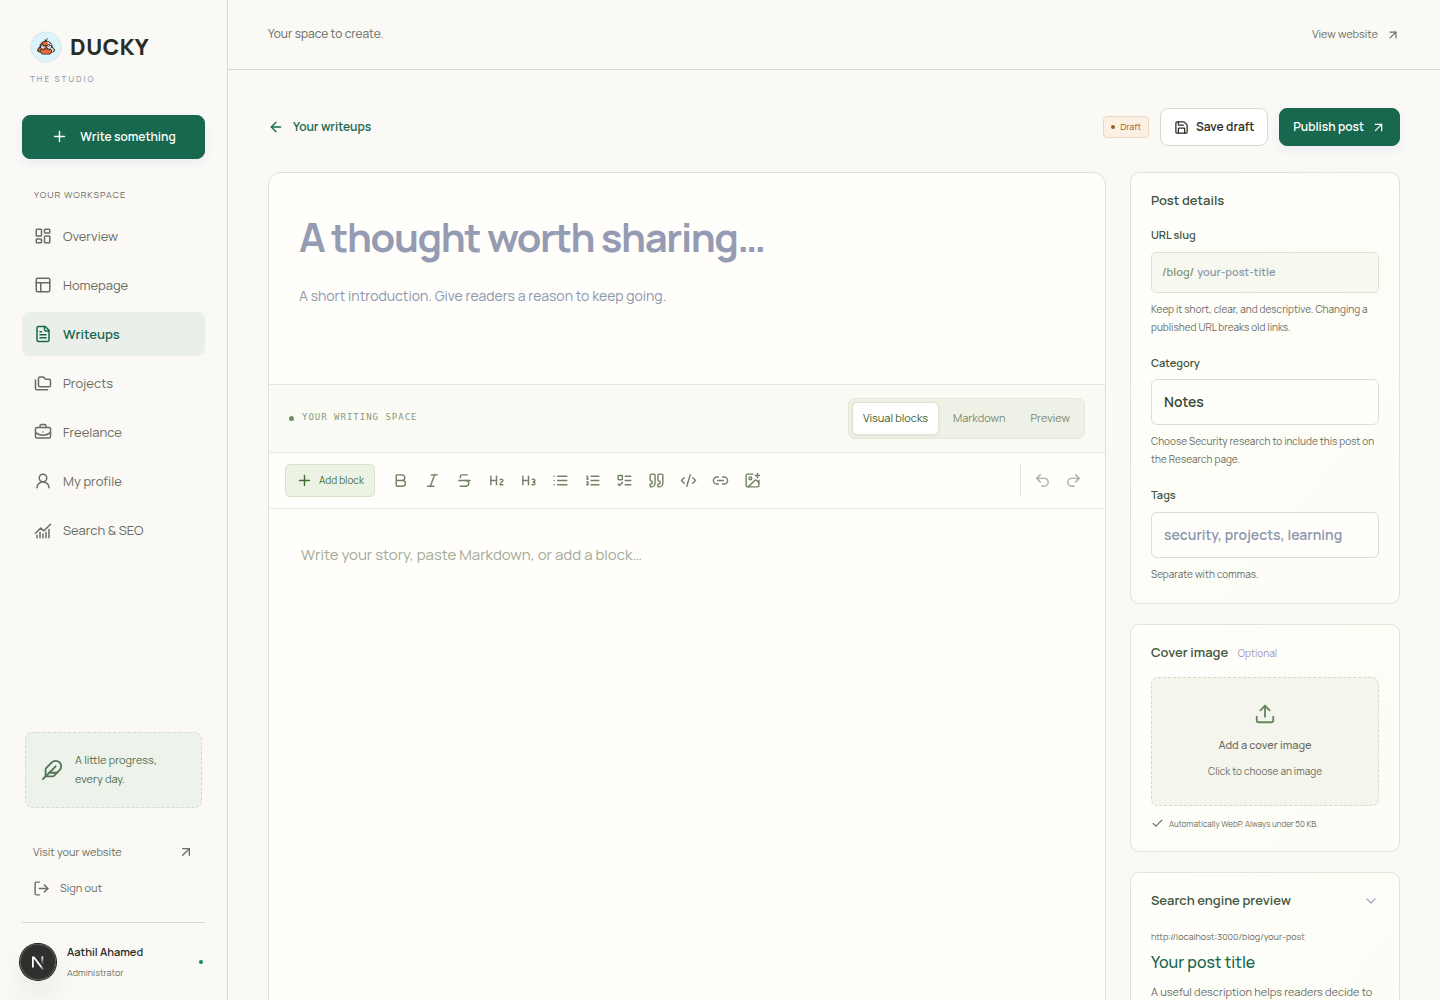 DUCKY
THE STUDIO
Write something
YOUR WORKSPACE
Overview
Homepage
Writeups
Projects
Freelance
My profile
Search & SEO
A little progress,
every day.
Visit your website
Sign out
N
Aathil Ahamed
Administrator
Your space to create.
View website
Your writeups
Draft
Save draft
Publish post
A thought worth sharing...
A short introduction. Give readers a reason to keep going.
YOUR WRITING SPACE
Visual blocks
Markdown
Preview
Add block
H2
H3
Write your story, paste Markdown, or add a block...
Post details
URL slug
/blog/ your-post-title
Keep it short, clear, and descriptive. Changing a
published URL breaks old links.
Category
Notes
Choose Security research to include this post on
the Research page.
Tags
security, projects, learning
Separate with commas.
Cover image Optional
Add a cover image
Click to choose an image
Automatically WebP. Always under 50 KB.
Search engine preview
http://localhost:3000/blog/your-post
Your post title
A useful description helps readers decide to